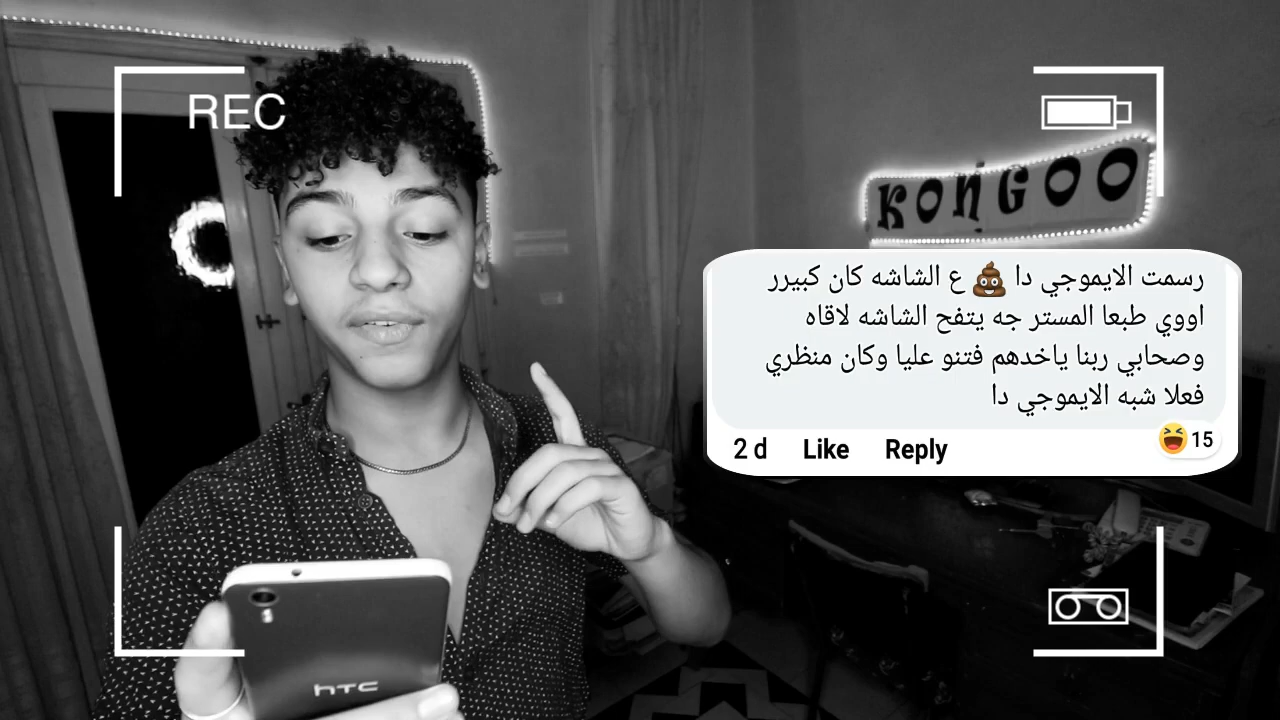 REC
KONGOO
رسمت الايموجي دا 💩 ع الشاشه كان كبيرر
اووي طبعا المستر جه يتفح الشاشه لاقاه
وصحابي ربنا ياخدهم فتنو عليا وكان منظري
فعلا شبه الايموجي دا
2 d Like Reply 😆 15
htc